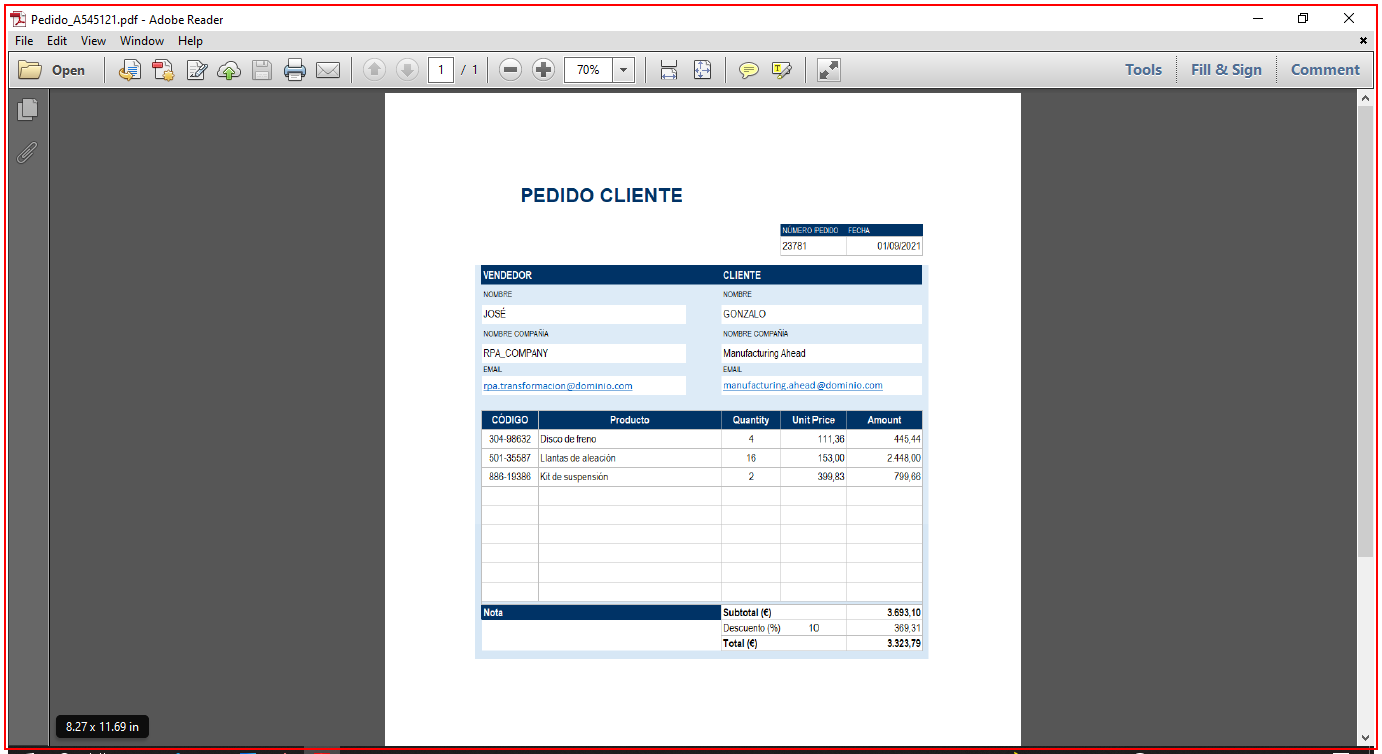 Pedido_A545121.pdf - Adobe Reader
File Edit View Window Help
Open 1 / 1 70% Tools Fill & Sign Comment
PEDIDO CLIENTE
NÚMERO PEDIDO FECHA
23781 01/09/2021
VENDEDOR CLIENTE
NOMBRE NOMBRE
JOSÉ GONZALO
NOMBRE COMPAÑÍA NOMBRE COMPAÑÍA
RPA_COMPANY Manufacturing Ahead
EMAIL EMAIL
rpa.transformacion@dominio.com manufacturing.ahead@dominio.com
CÓDIGO Producto Quantity Unit Price Amount
304-98632 Disco de freno 4 111,36 445,44
501-35587 Llantas de aleación 16 153,00 2.448,00
886-19386 Kit de suspensión 2 399,83 799,66
Nota Subtotal (€) 3.693,10
Descuento (%) 10 369,31
Total (€) 3.323,79
8.27 x 11.69 in